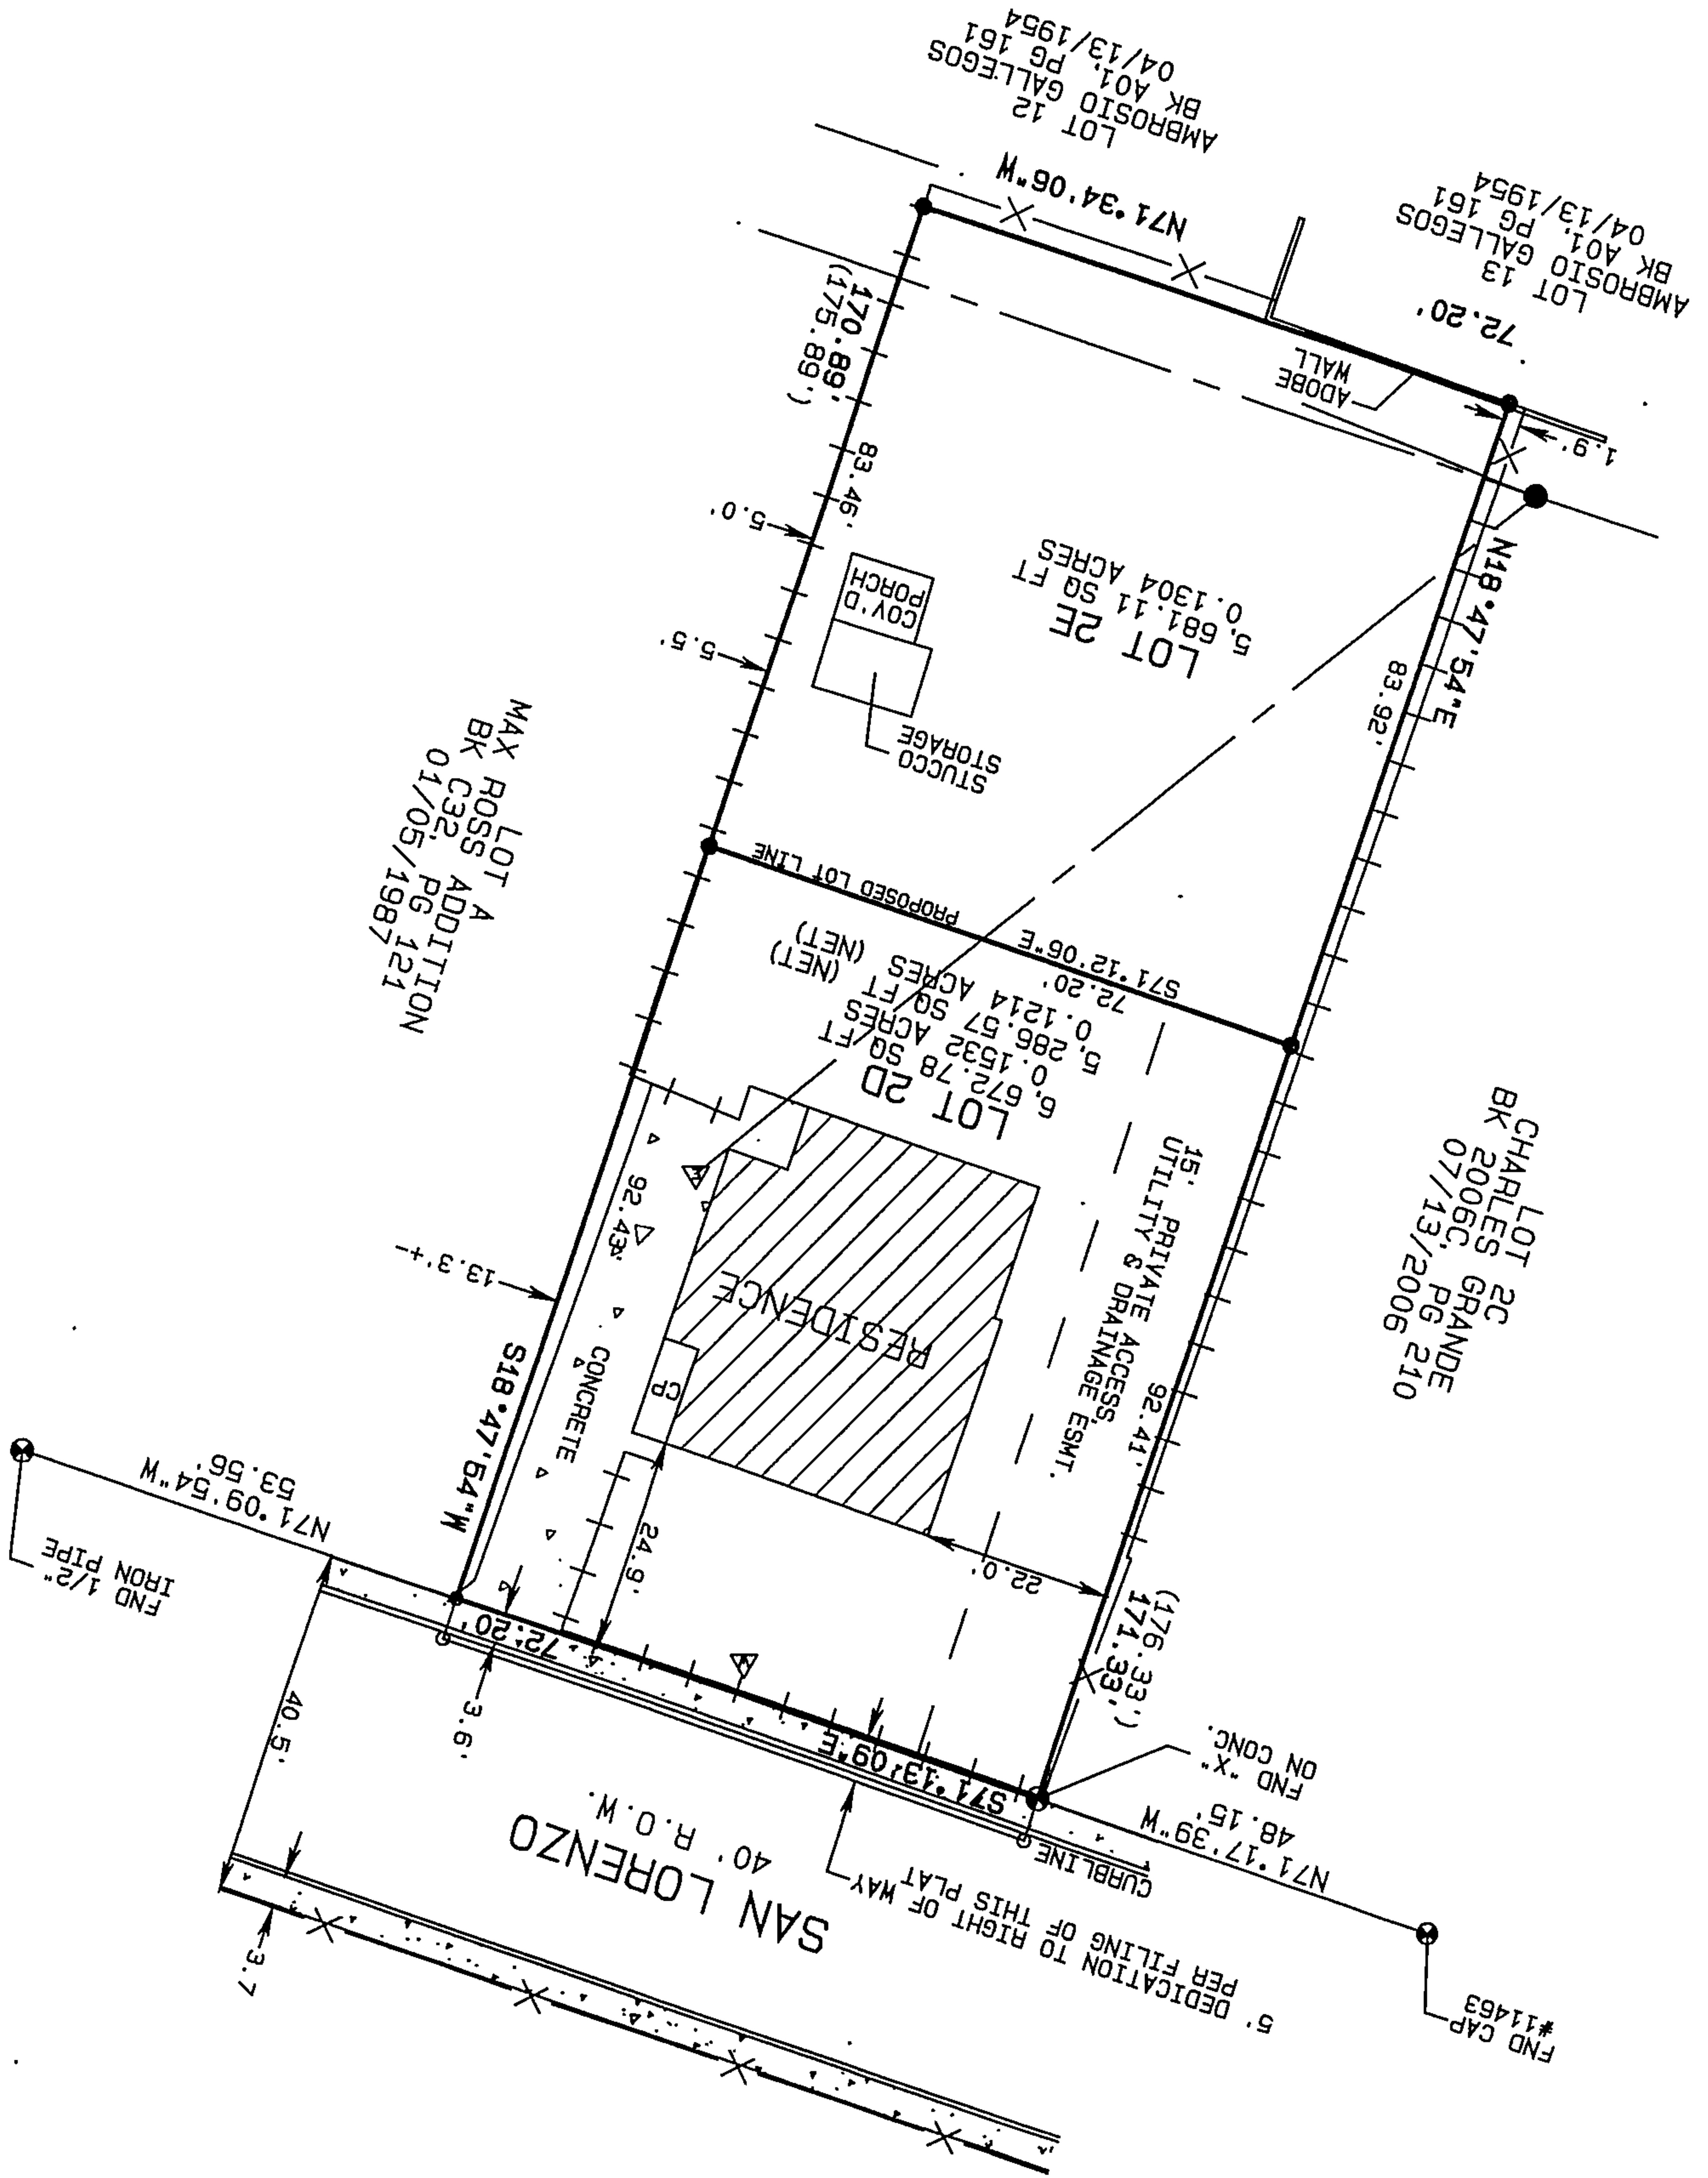 SAN LORENZO
40' R.O.W.
3.7
40.5'
3.6'
5' DEDICATION TO RIGHT OF WAY
PER FILING OF THIS PLAT
CURBLINE
FND CAP
#11463
N71°17'39"W
48.15'
FND "X"
ON CONC.
S71°13'09"E
72.20'
FND 1/2"
IRON PIPE
N71°09'54"W
53.56'
171.33'
(176.33')
22.0'
24.9'
S18°47'54"W
CONCRETE
13.3'+-
92.43'
CP
RESIDENCE
15' PRIVATE ACCESS,
UTILITY & DRAINAGE ESMT.
92.41'
LOT 2C
CHARLES GRANDE
BK 2006C, PG 210
07/13/2006
LOT 2D
6,672.78 SQ FT
0.1532 ACRES
5,286.57 SQ FT (NET)
0.1214 ACRES (NET)
S71°12'06"E
72.20'
PROPOSED LOT LINE
LOT A
MAX ROSS ADDITION
BK C32, PG 121
01/05/1987
STUCCO
STORAGE
COV'D
PORCH
5.5'
5.0'
LOT 2E
5,681.11 SQ FT
0.1304 ACRES
83.92'
N18°47'54"E
83.46'
170.89'
(175.89')
1.9'
ADOBE
WALL
72.20'
N71°34'06"W
LOT 13
AMBROSIO GALLEGOS
BK A01, PG 161
04/13/1954
LOT 12
AMBROSIO GALLEGOS
BK A01, PG 161
04/13/1954